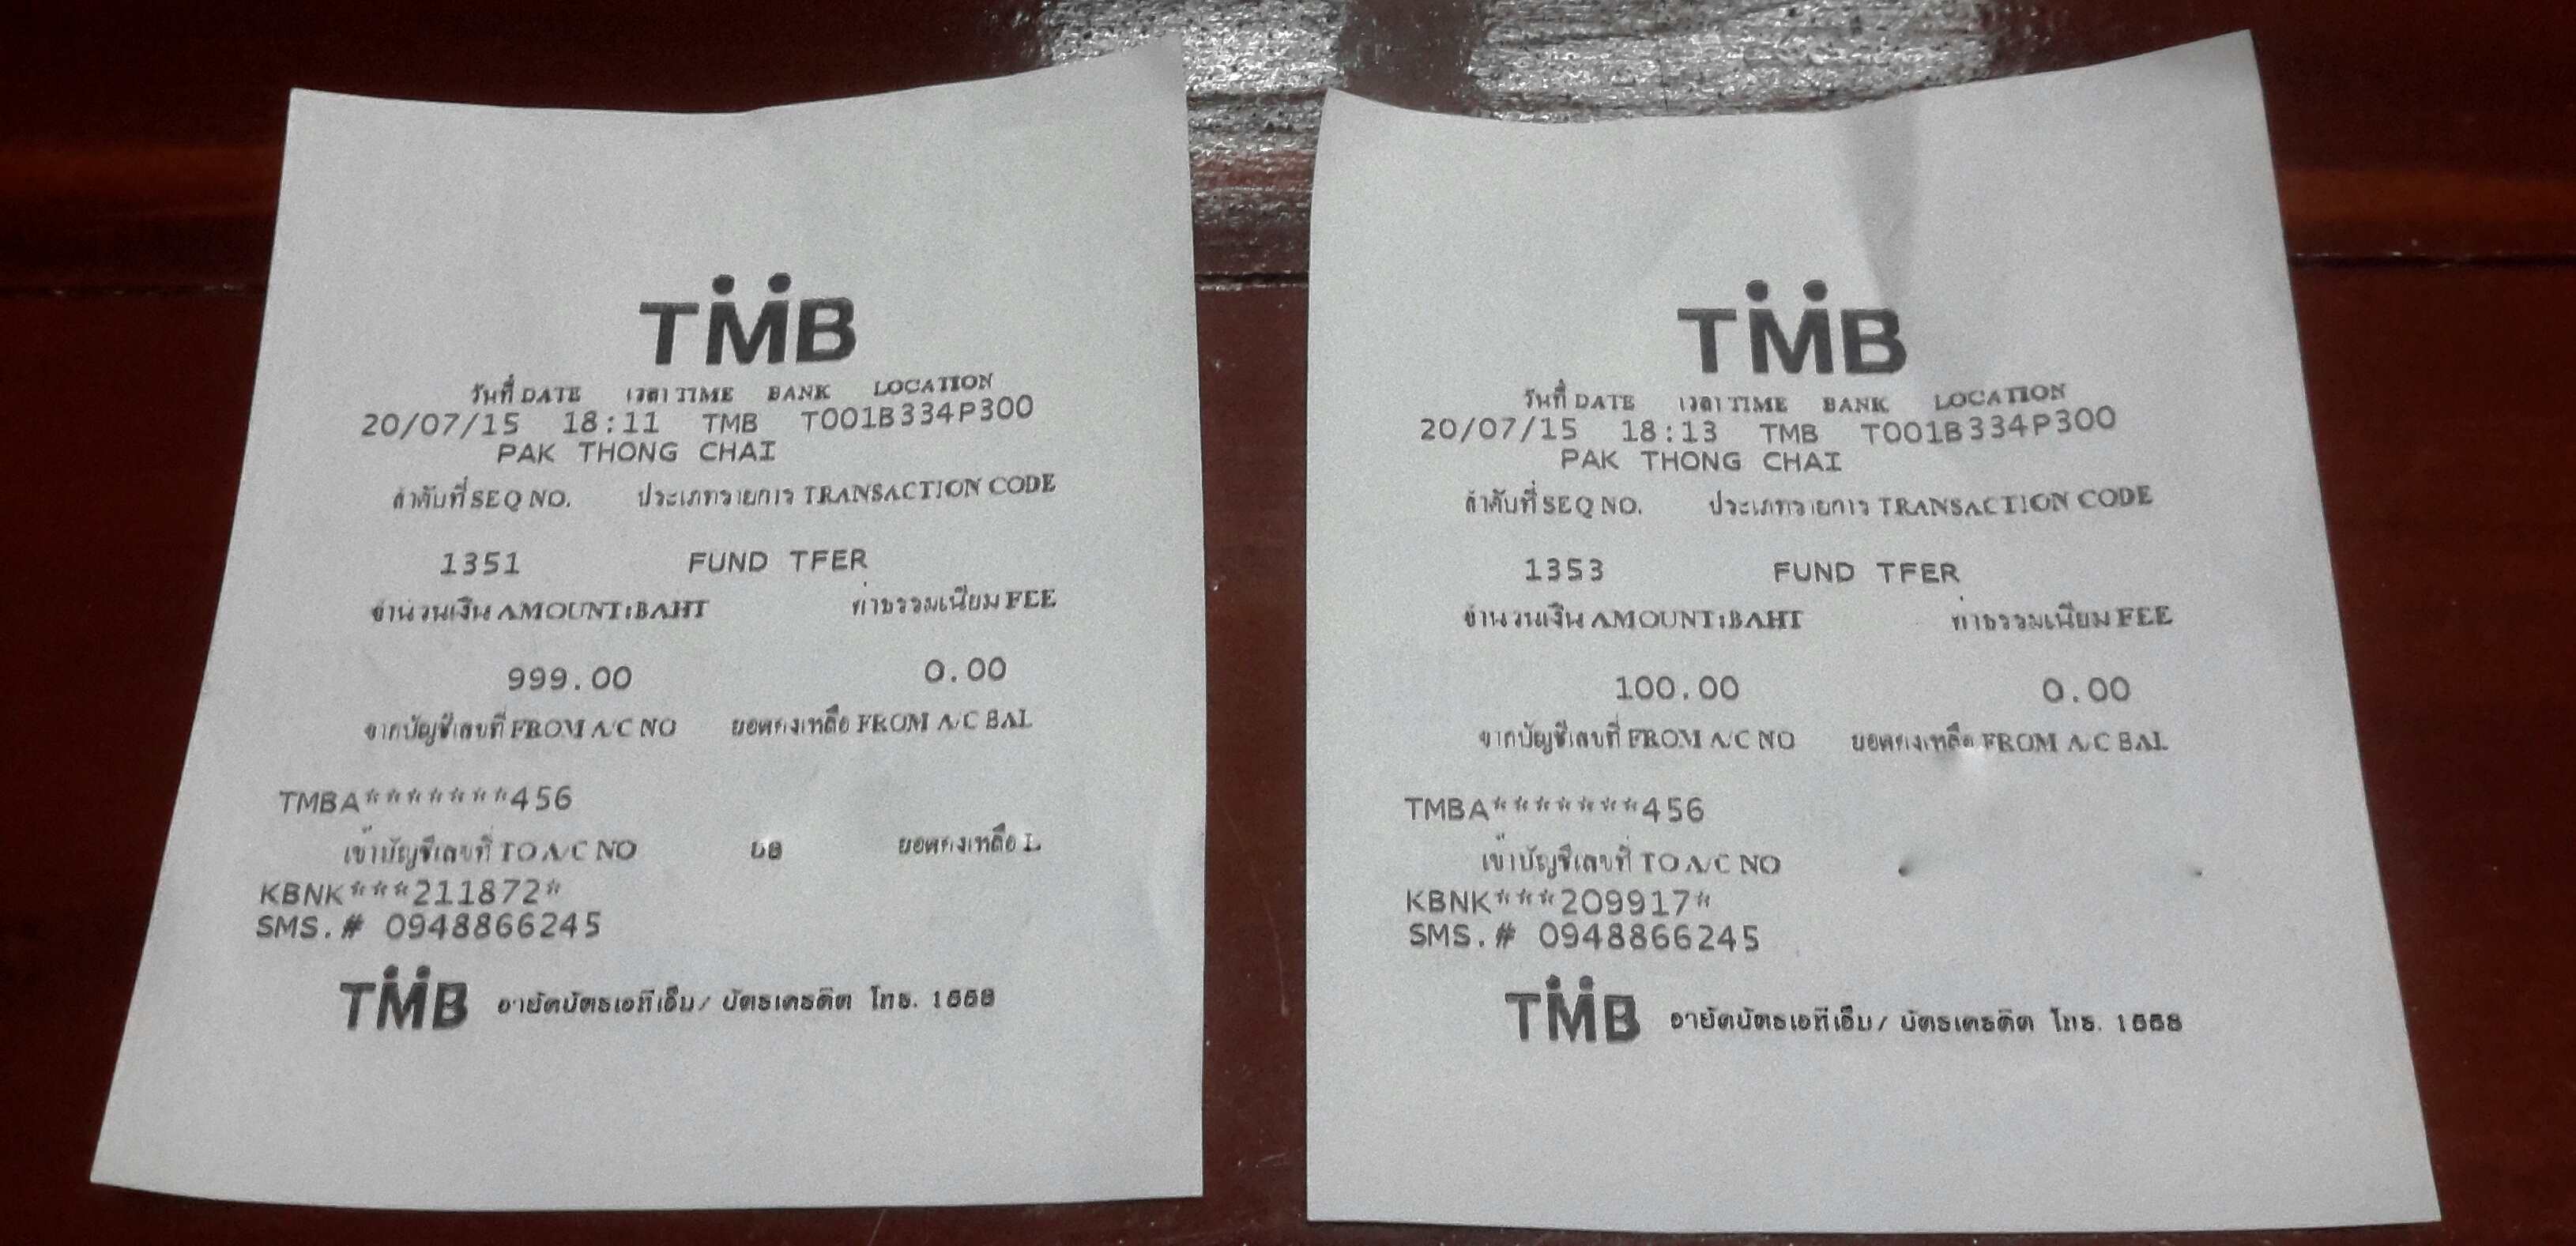 TMB
วันที่ DATE เวลา TIME BANK LOCATION
20/07/15 18:11 TMB T001B334P300
PAK THONG CHAI
ลำดับที่ SEQ NO. ประเภทรายการ TRANSACTION CODE
1351 FUND TFER
จำนวนเงิน AMOUNT:BAHT ค่าธรรมเนียม FEE
999.00 0.00
จากบัญชีเลขที่ FROM A/C NO ยอดคงเหลือ FROM A/C BAL
TMBA*******456
เข้าบัญชีเลขที่ TO A/C NO ยอดคงเหลือ L
KBNK***211872*
SMS.# 0948866245
TMB อายัดบัตรเอทีเอ็ม/ บัตรเครดิต โทร. 1558
TMB
วันที่ DATE เวลา TIME BANK LOCATION
20/07/15 18:13 TMB T001B334P300
PAK THONG CHAI
ลำดับที่ SEQ NO. ประเภทรายการ TRANSACTION CODE
1353 FUND TFER
จำนวนเงิน AMOUNT:BAHT ค่าธรรมเนียม FEE
100.00 0.00
จากบัญชีเลขที่ FROM A/C NO ยอดคงเหลือ FROM A/C BAL
TMBA*******456
เข้าบัญชีเลขที่ TO A/C NO
KBNK***209917*
SMS.# 0948866245
TMB อายัดบัตรเอทีเอ็ม/ บัตรเครดิต โทร. 1558